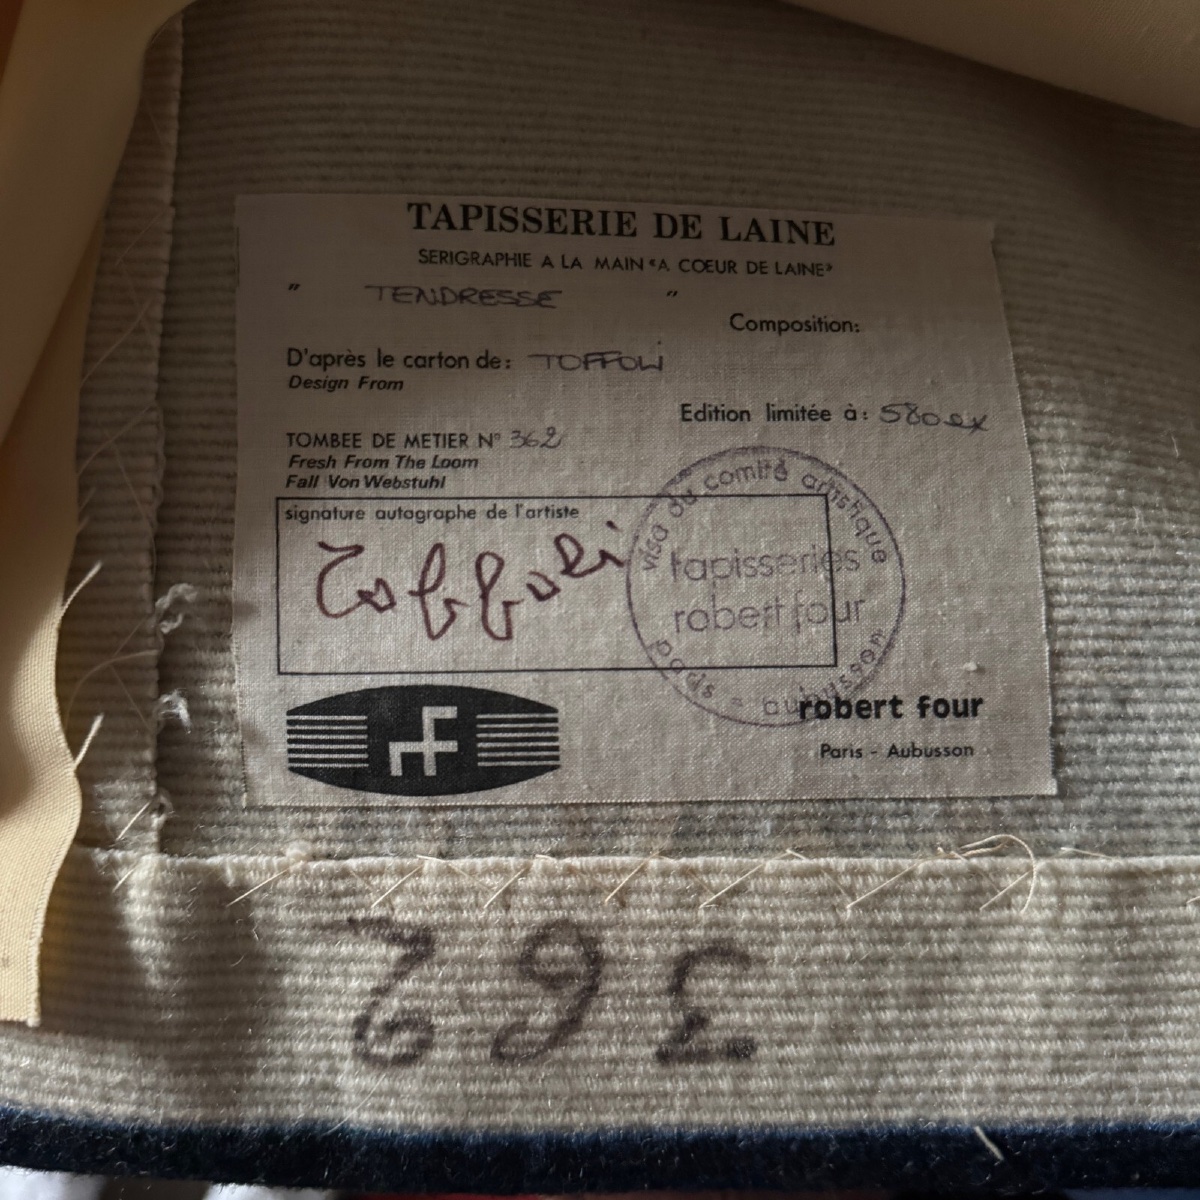 TAPISSERIE DE LAINE
SERIGRAPHIE A LA MAIN «A COEUR DE LAINE»
" TENDRESSE "
Composition:
D'après le carton de: TOFFOLI
Design From
Edition limitée à: 580 ex
TOMBEE DE METIER N° 362
Fresh From The Loom
Fall Von Webstuhl
signature autographe de l'artiste
Toffoli
visa du comité artistique
tapisseries
robert four
paris - aubusson
robert four
Paris - Aubusson
362